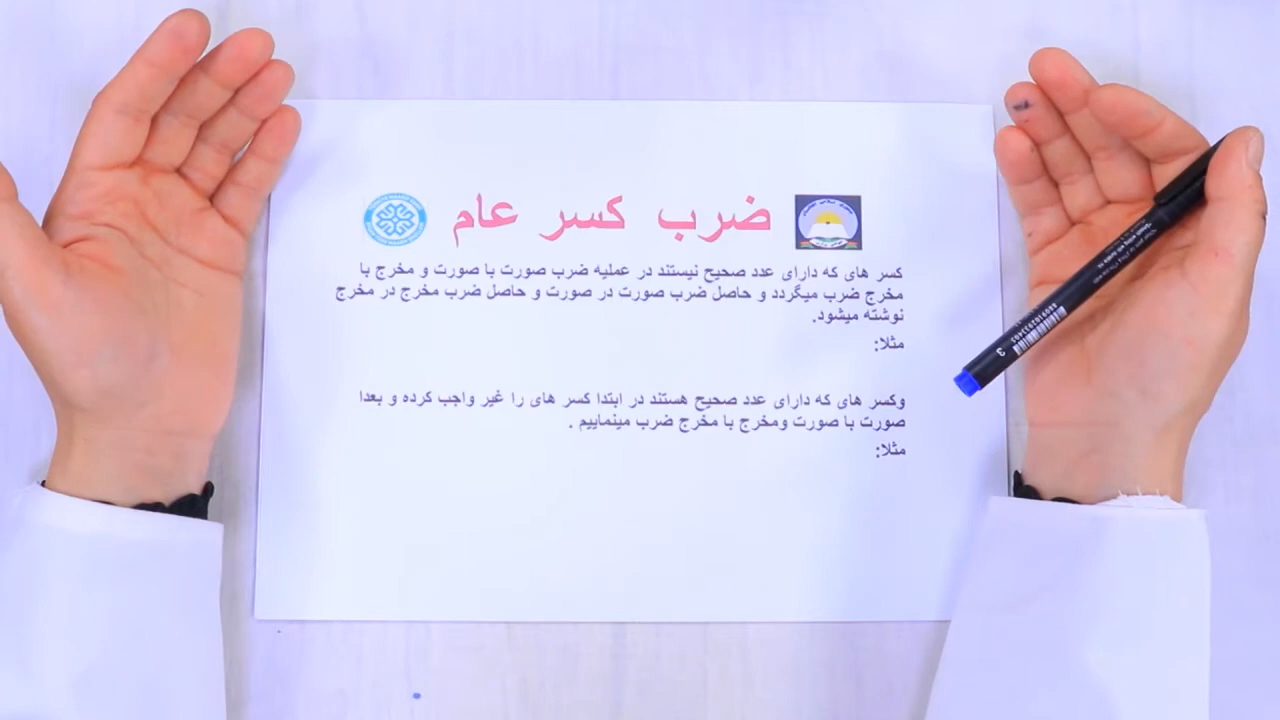 ضرب کسر عام
کسر های که دارای عدد صحیح نیستند در عملیه ضرب صورت با صورت و مخرج با
مخرج ضرب میگردد و حاصل ضرب صورت در صورت و حاصل ضرب مخرج در مخرج
نوشته میشود.
مثلا:
وکسر های که دارای عدد صحیح هستند در ابتدا کسر های را غیر واجب کرده و بعدا
صورت با صورت ومخرج با مخرج ضرب مینماییم .
مثلا:
3